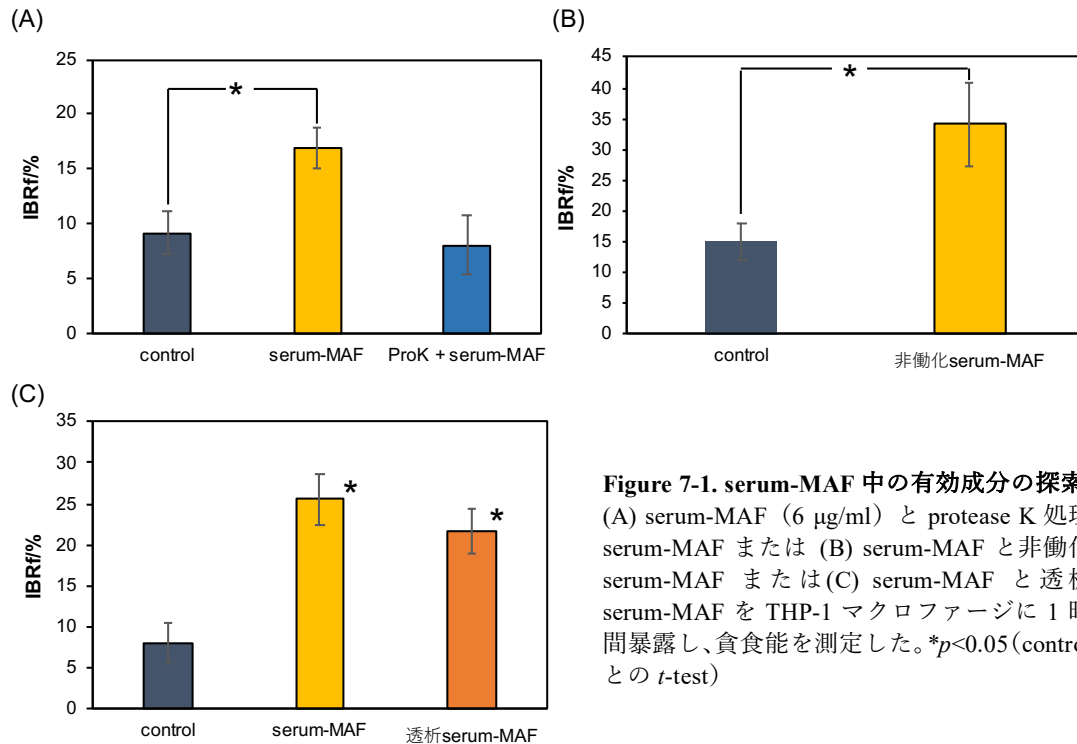 (A)
25
20
15
10
5
0
IBRf/%
*
control
serum-MAF
ProK + serum-MAF
(B)
45
40
35
30
25
20
15
10
5
0
IBRf/%
*
control
非働化serum-MAF
(C)
35
30
25
20
15
10
5
0
IBRf/%
*
*
control
serum-MAF
透析serum-MAF
Figure 7-1. serum-MAF 中の有効成分の探索
(A) serum-MAF（6 μg/ml）と protease K 処理
serum-MAF または (B) serum-MAF と非働化
serum-MAF または(C) serum-MAF と透析
serum-MAF を THP-1 マクロファージに 1 時
間暴露し、貪食能を測定した。*p<0.05（control
との t-test）